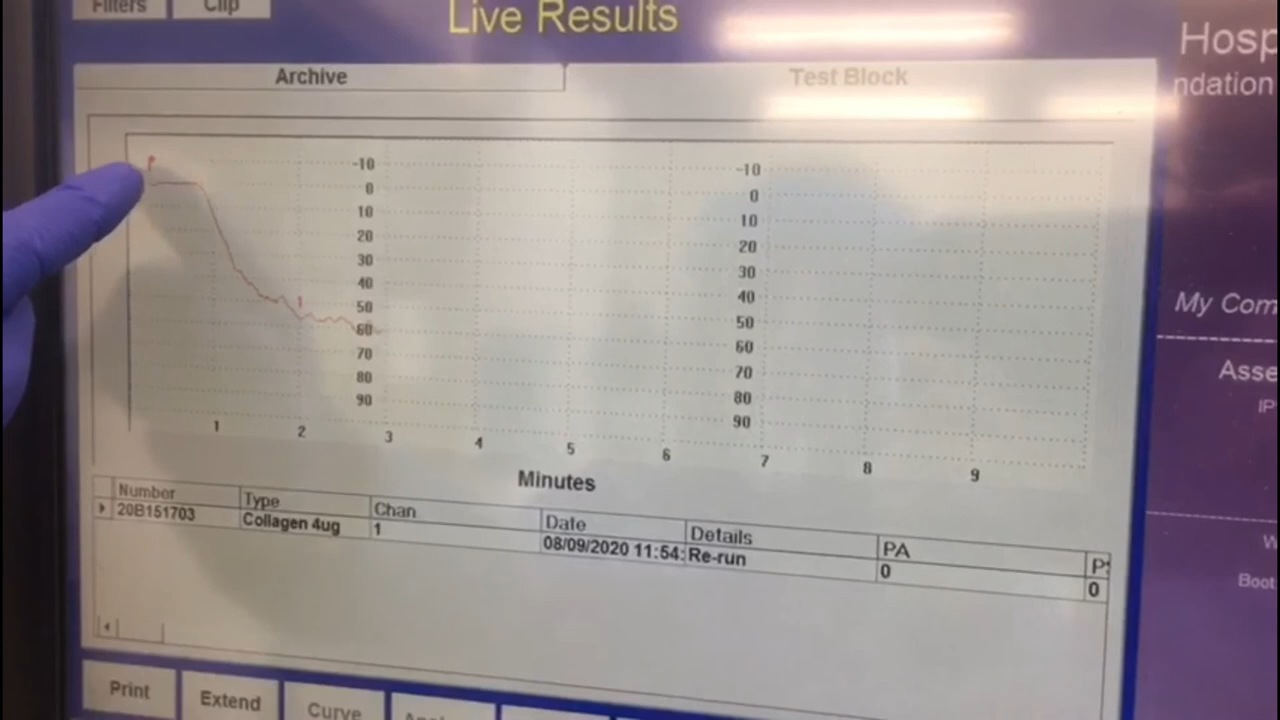 Filters Clip
Live Results
Hosp
ndation
Archive Test Block
-10 -10
0 0
10 10
20 20
30 30
40 40
50 50
60 60
70 70
80 80
90 90
1
1 2 3 4 5 6 7 8 9
Minutes
My Com
Asse
IP
Number Type Chan Date Details PA
20B151703 Collagen 4ug 1 08/09/2020 11:54: Re-run 0 0
W
Boot
Print Extend Curve